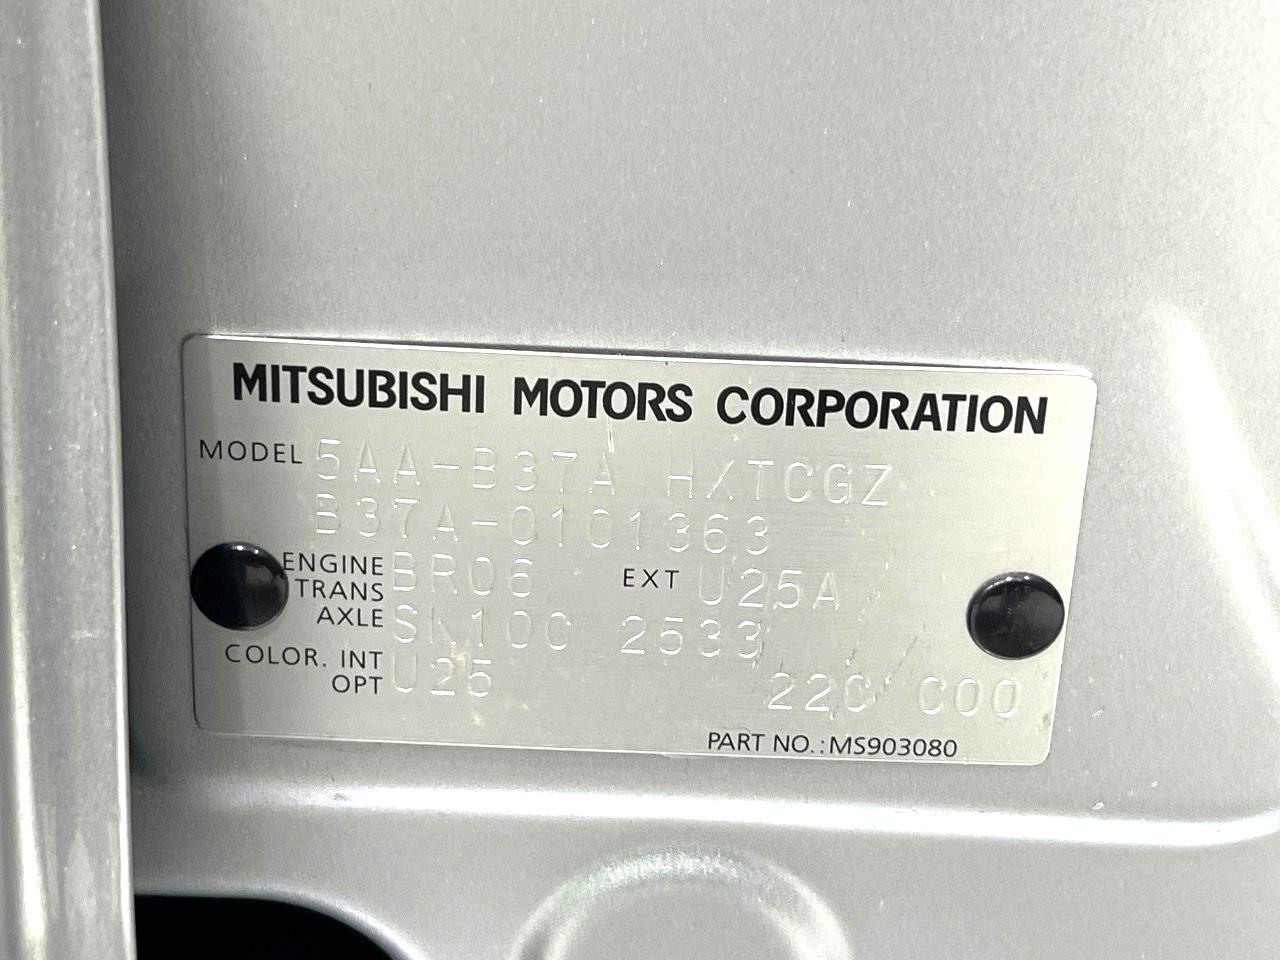 MITSUBISHI MOTORS CORPORATION
MODEL 5AA-B37A HXTCGZ
B37A-0101363
ENGINE BR06 EXT U25A
TRANS
AXLE SK10C 2533
COLOR. INT U25
OPT 22C C00
PART NO.:MS903080